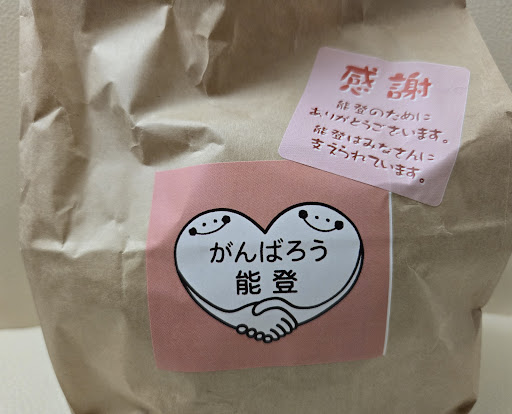 感謝
能登のために
ありがとうございます。
能登はみなさんに
支えられています。
がんばろう
能登